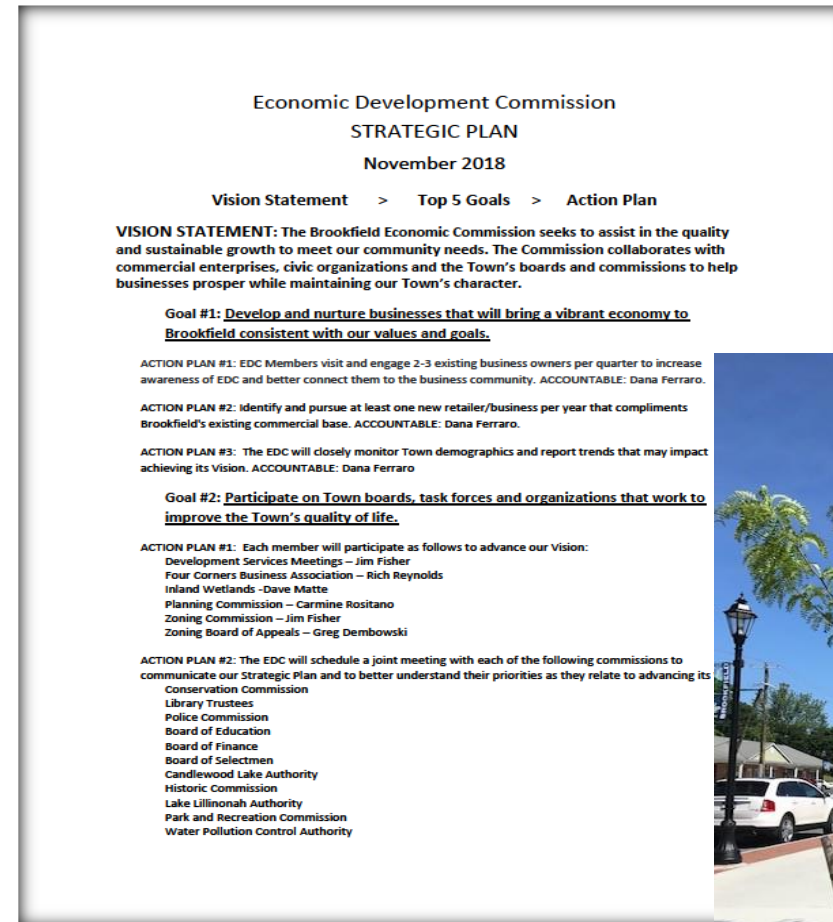 Economic Development Commission
STRATEGIC PLAN
November 2018
Vision Statement > Top 5 Goals > Action Plan
VISION STATEMENT: The Brookfield Economic Commission seeks to assist in the quality
and sustainable growth to meet our community needs. The Commission collaborates with
commercial enterprises, civic organizations and the Town's boards and commissions to help
businesses prosper while maintaining our Town's character.
Goal #1: Develop and nurture businesses that will bring a vibrant economy to
Brookfield consistent with our values and goals.
ACTION PLAN #1: EDC Members visit and engage 2-3 existing business owners per quarter to increase
awareness of EDC and better connect them to the business community. ACCOUNTABLE: Dana Ferraro.
ACTION PLAN #2: Identify and pursue at least one new retailer/business per year that compliments
Brookfield's existing commercial base. ACCOUNTABLE: Dana Ferraro.
ACTION PLAN #3: The EDC will closely monitor Town demographics and report trends that may impact
achieving its Vision. ACCOUNTABLE: Dana Ferraro
Goal #2: Participate on Town boards, task forces and organizations that work to
improve the Town's quality of life.
ACTION PLAN #1: Each member will participate as follows to advance our Vision:
Development Services Meetings – Jim Fisher
Four Corners Business Association – Rich Reynolds
Inland Wetlands -Dave Matte
Planning Commission – Carmine Rositano
Zoning Commission – Jim Fisher
Zoning Board of Appeals – Greg Dembowski
ACTION PLAN #2: The EDC will schedule a joint meeting with each of the following commissions to
communicate our Strategic Plan and to better understand their priorities as they relate to advancing its
Conservation Commission
Library Trustees
Police Commission
Board of Education
Board of Finance
Board of Selectmen
Candlewood Lake Authority
Historic Commission
Lake Lillinonah Authority
Park and Recreation Commission
Water Pollution Control Authority
BROOKFIELD